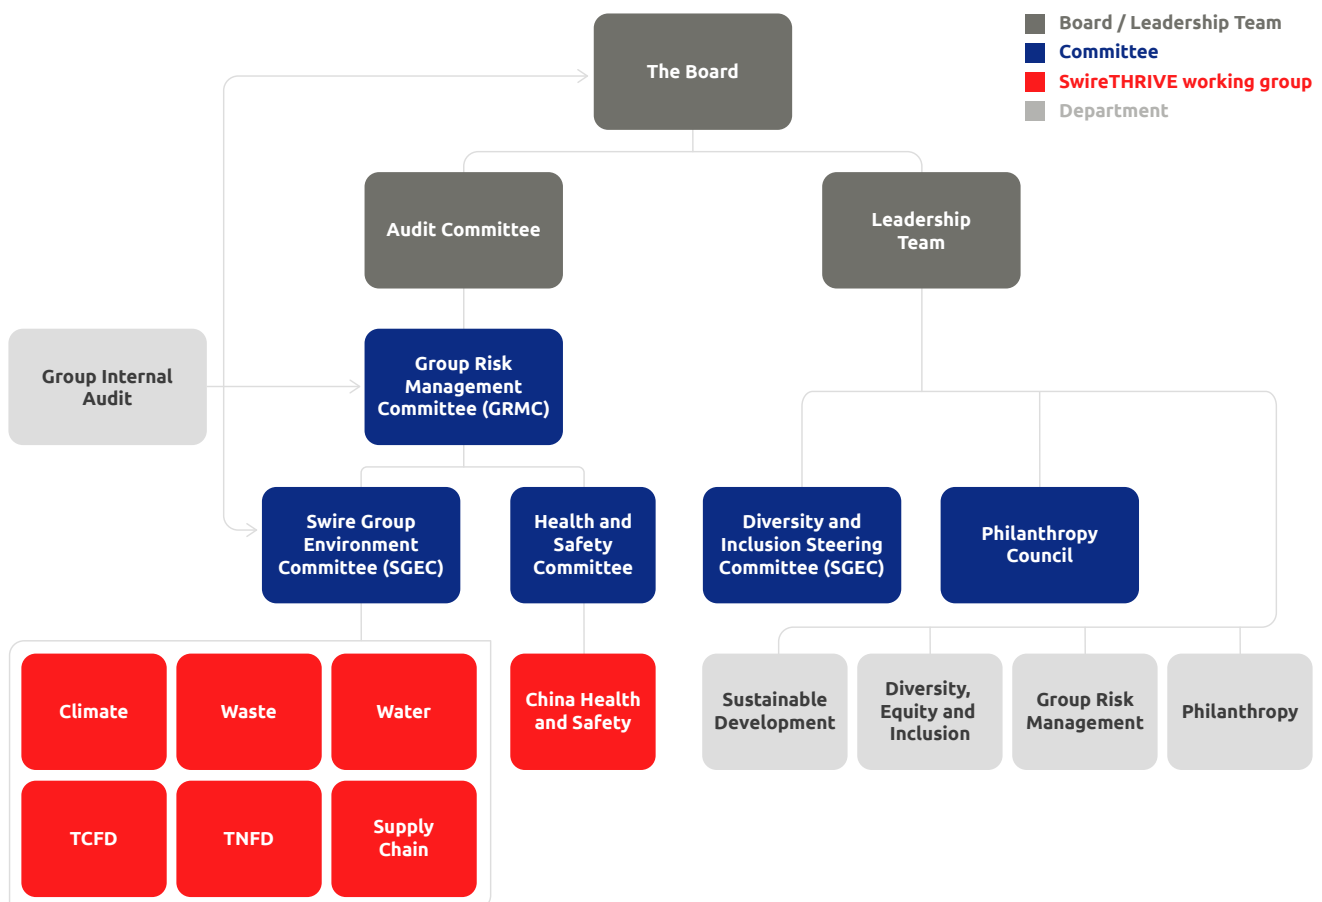 Board / Leadership Team
Committee
SwireTHRIVE working group
Department
The Board
Audit Committee
Leadership
Team
Group Internal
Audit
Group Risk
Management
Committee (GRMC)
Swire Group
Environment
Committee (SGEC)
Health and
Safety
Committee
Diversity and
Inclusion Steering
Committee (SGEC)
Philanthropy
Council
Climate
Waste
Water
China Health
and Safety
Sustainable
Development
Diversity,
Equity and
Inclusion
Group Risk
Management
Philanthropy
TCFD
TNFD
Supply
Chain